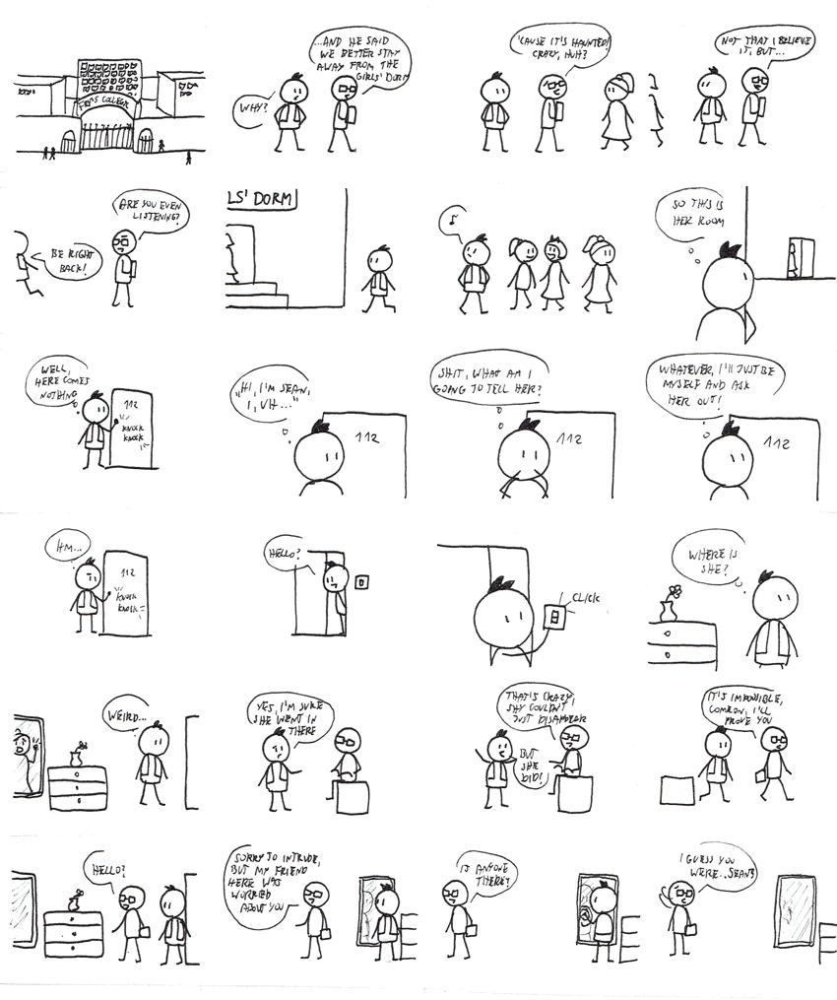 COLLEGE
...AND HE SAID
WE BETTER STAY
AWAY FROM THE
GIRLS' DORM
WHY?
'CAUSE IT'S HAUNTED!
CRAZY, HUH?
NOT THAT I BELIEVE
IT, BUT...
ARE YOU EVEN
LISTENING?
BE RIGHT
BACK!
LS' DORM
SO THIS IS
HER ROOM
WELL,
HERE COMES
NOTHING
112
KNOCK
KNOCK
"HI, I'M SEAN,
I, UH..."
112
SHIT, WHAT AM I
GOING TO TELL HER?
112
WHATEVER, I'LL JUST BE
MYSELF AND ASK
HER OUT!
112
HM...
112
KNOCK
KNOCK
HELLO?
CLICK
WHERE IS
SHE?
WEIRD...
YES, I'M SURE
SHE WENT IN
THERE
THAT'S CRAZY,
SHY COULDN'T
JUST DISAPPEAR
BUT
SHE
DID!
IT'S IMPOSSIBLE,
COMEON, I'LL
PROVE YOU
HELLO?
SORRY TO INTRUDE,
BUT MY FRIEND
HERE WAS
WORRIED
ABOUT YOU
IS ANYONE
THERE?
I GUESS YOU
WERE...SEAN?